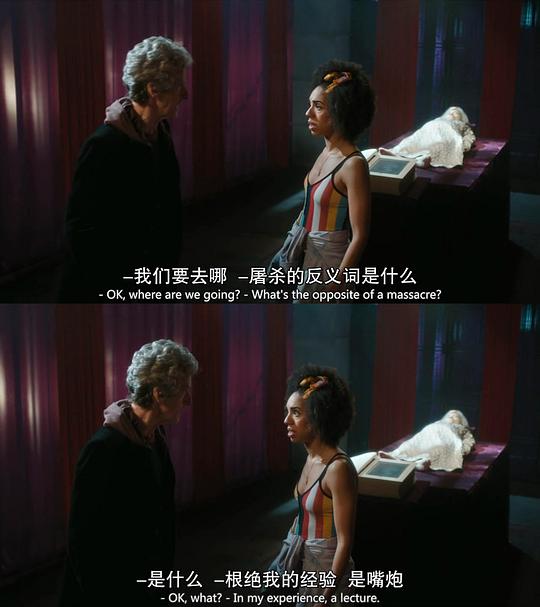 –我们要去哪 –屠杀的反义词是什么
- OK, where are we going? - What's the opposite of a massacre?
–是什么 –根绝我的经验 是嘴炮
- OK, what? - In my experience, a lecture.